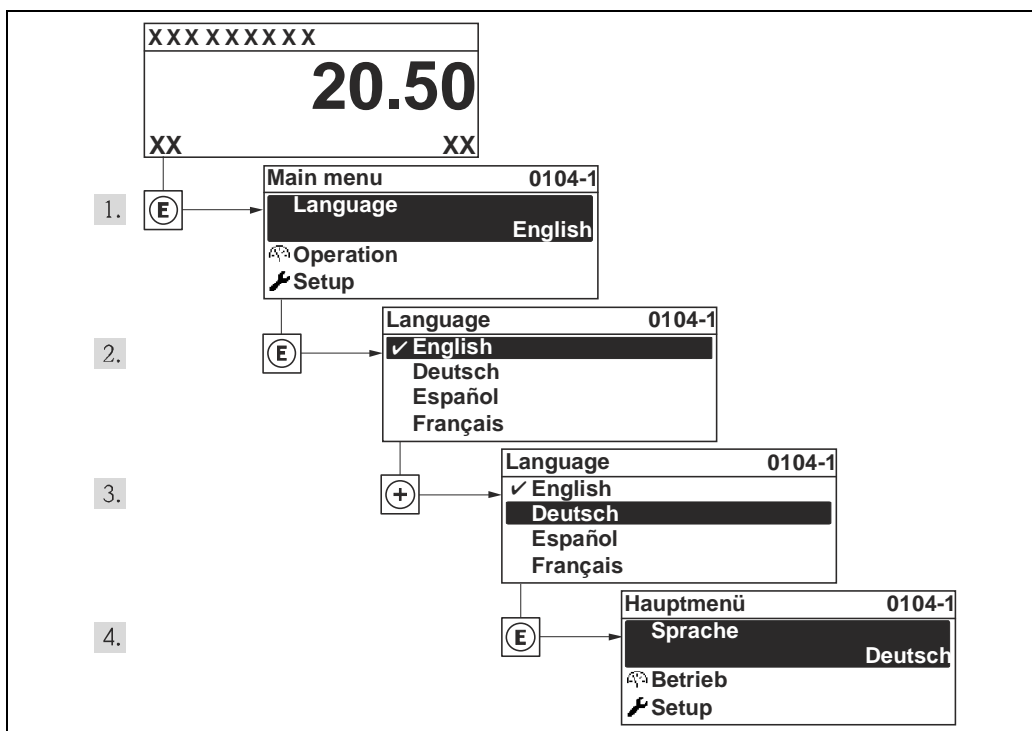 XXXXXXXXX
20.50
XX XX
1. E
Main menu 0104-1
Language
English
Operation
Setup
2. E
Language 0104-1
✓ English
Deutsch
Español
Français
3. +
Language 0104-1
✓ English
Deutsch
Español
Français
4. E
Hauptmenü 0104-1
Sprache
Deutsch
Betrieb
Setup